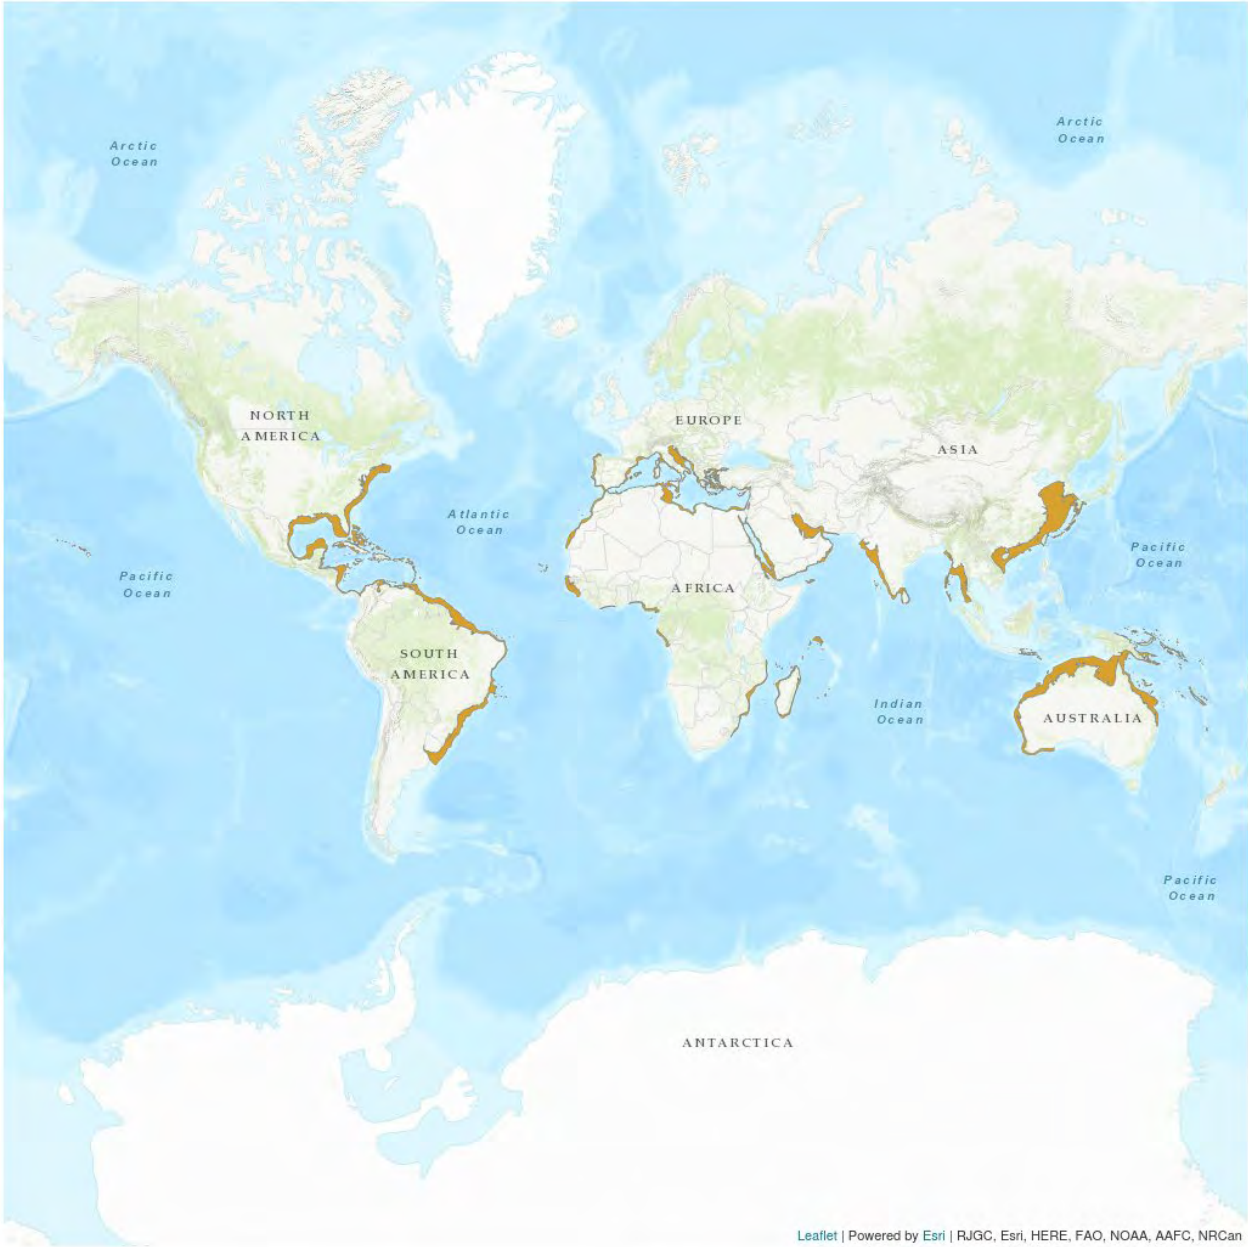 Arctic
Ocean
Arctic
Ocean
NORTH
AMERICA
EUROPE
ASIA
Atlantic
Ocean
Pacific
Ocean
Pacific
Ocean
AFRICA
SOUTH
AMERICA
Indian
Ocean
AUSTRALIA
Pacific
Ocean
ANTARCTICA
Leaflet | Powered by Esri | RJGC, Esri, HERE, FAO, NOAA, AAFC, NRCan